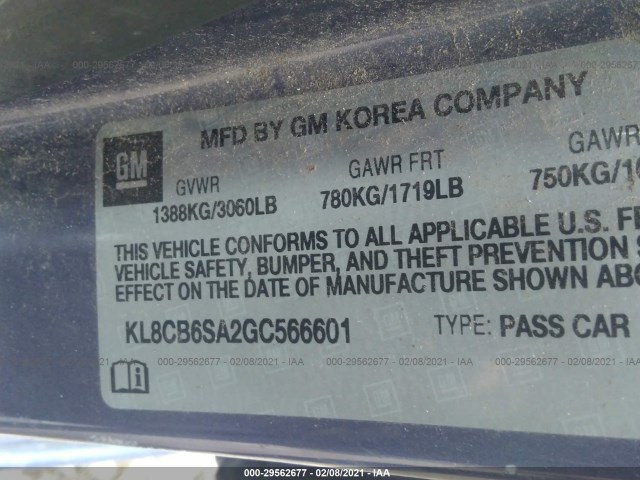 MFD BY GM KOREA COMPANY
GM
GVWR GAWR FRT GAWR
1388KG/3060LB 780KG/1719LB 750KG/1
THIS VEHICLE CONFORMS TO ALL APPLICABLE U.S. FE
VEHICLE SAFETY, BUMPER, AND THEFT PREVENTION
EFFECT ON THE DATE OF MANUFACTURE SHOWN ABO
KL8CB6SA2GC566601 TYPE: PASS CAR
000-29562677 - 02/08/2021 - IAA